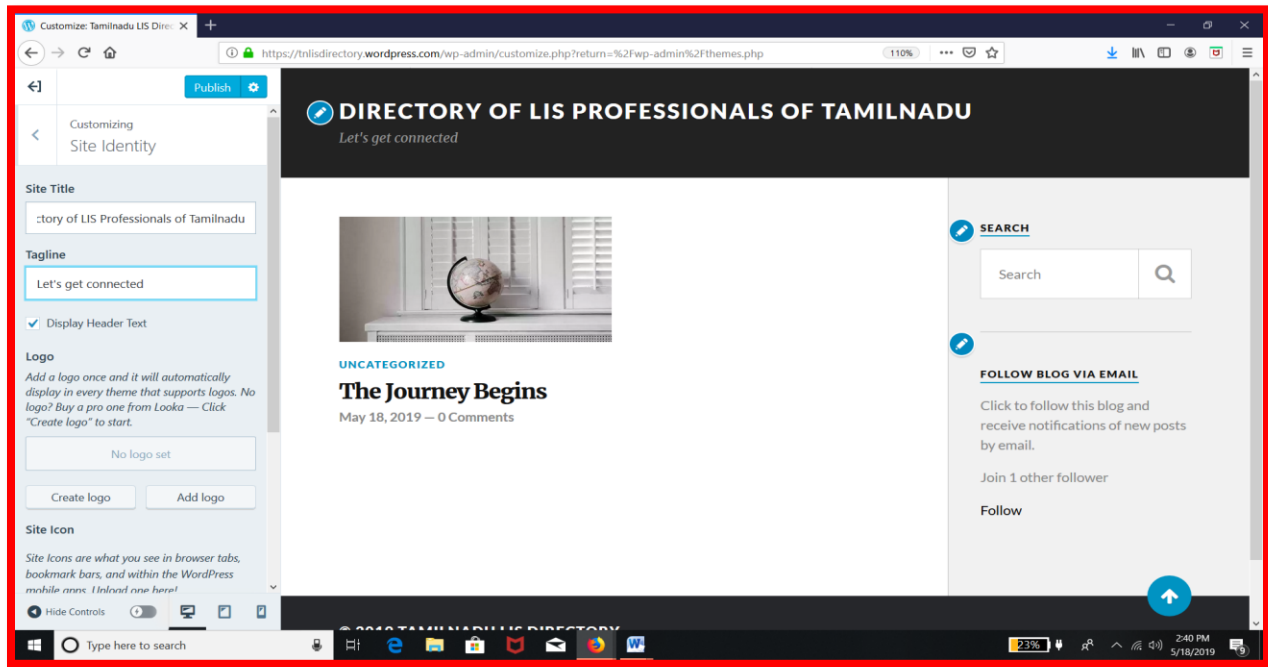 Customize: Tamilnadu LIS Direc
https://tnlisdirectory.wordpress.com/wp-admin/customize.php?return=%2Fwp-admin%2Fthemes.php
110%
Publish
Customizing
Site Identity
Site Title
ctory of LIS Professionals of Tamilnadu
Tagline
Let's get connected
Display Header Text
Logo
Add a logo once and it will automatically
display in every theme that supports logos. No
logo? Buy a pro one from Looka — Click
"Create logo" to start.
No logo set
Create logo
Add logo
Site Icon
Site Icons are what you see in browser tabs,
bookmark bars, and within the WordPress
mobile apps. Upload one here!
Hide Controls
DIRECTORY OF LIS PROFESSIONALS OF TAMILNADU
Let's get connected
UNCATEGORIZED
The Journey Begins
May 18, 2019 — 0 Comments
SEARCH
Search
FOLLOW BLOG VIA EMAIL
Click to follow this blog and
receive notifications of new posts
by email.
Join 1 other follower
Follow
© 2019 TAMILNADU LIS DIRECTORY
Type here to search
23%
2:40 PM
5/18/2019
9